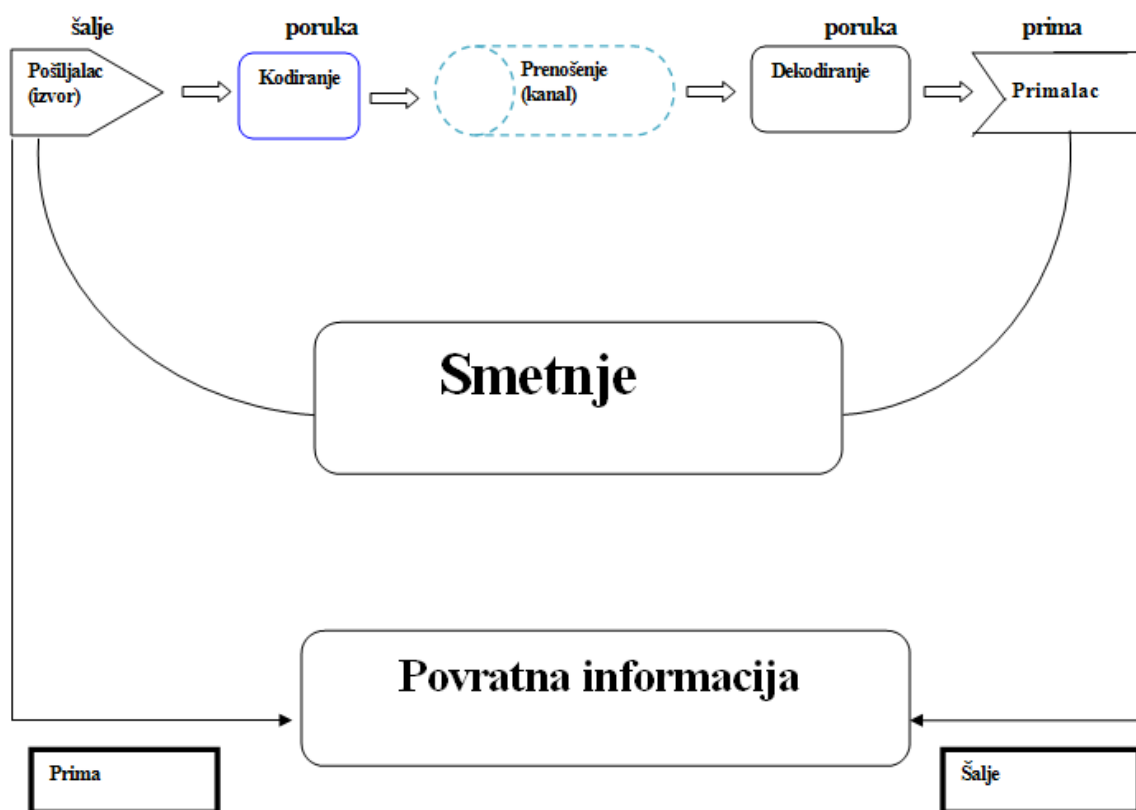 šalje
poruka
poruka
prima
Pošiljalac
(izvor)
Kodiranje
Prenošenje
(kanal)
Dekodiranje
Primalac
Smetnje
Povratna informacija
Prima
Šalje